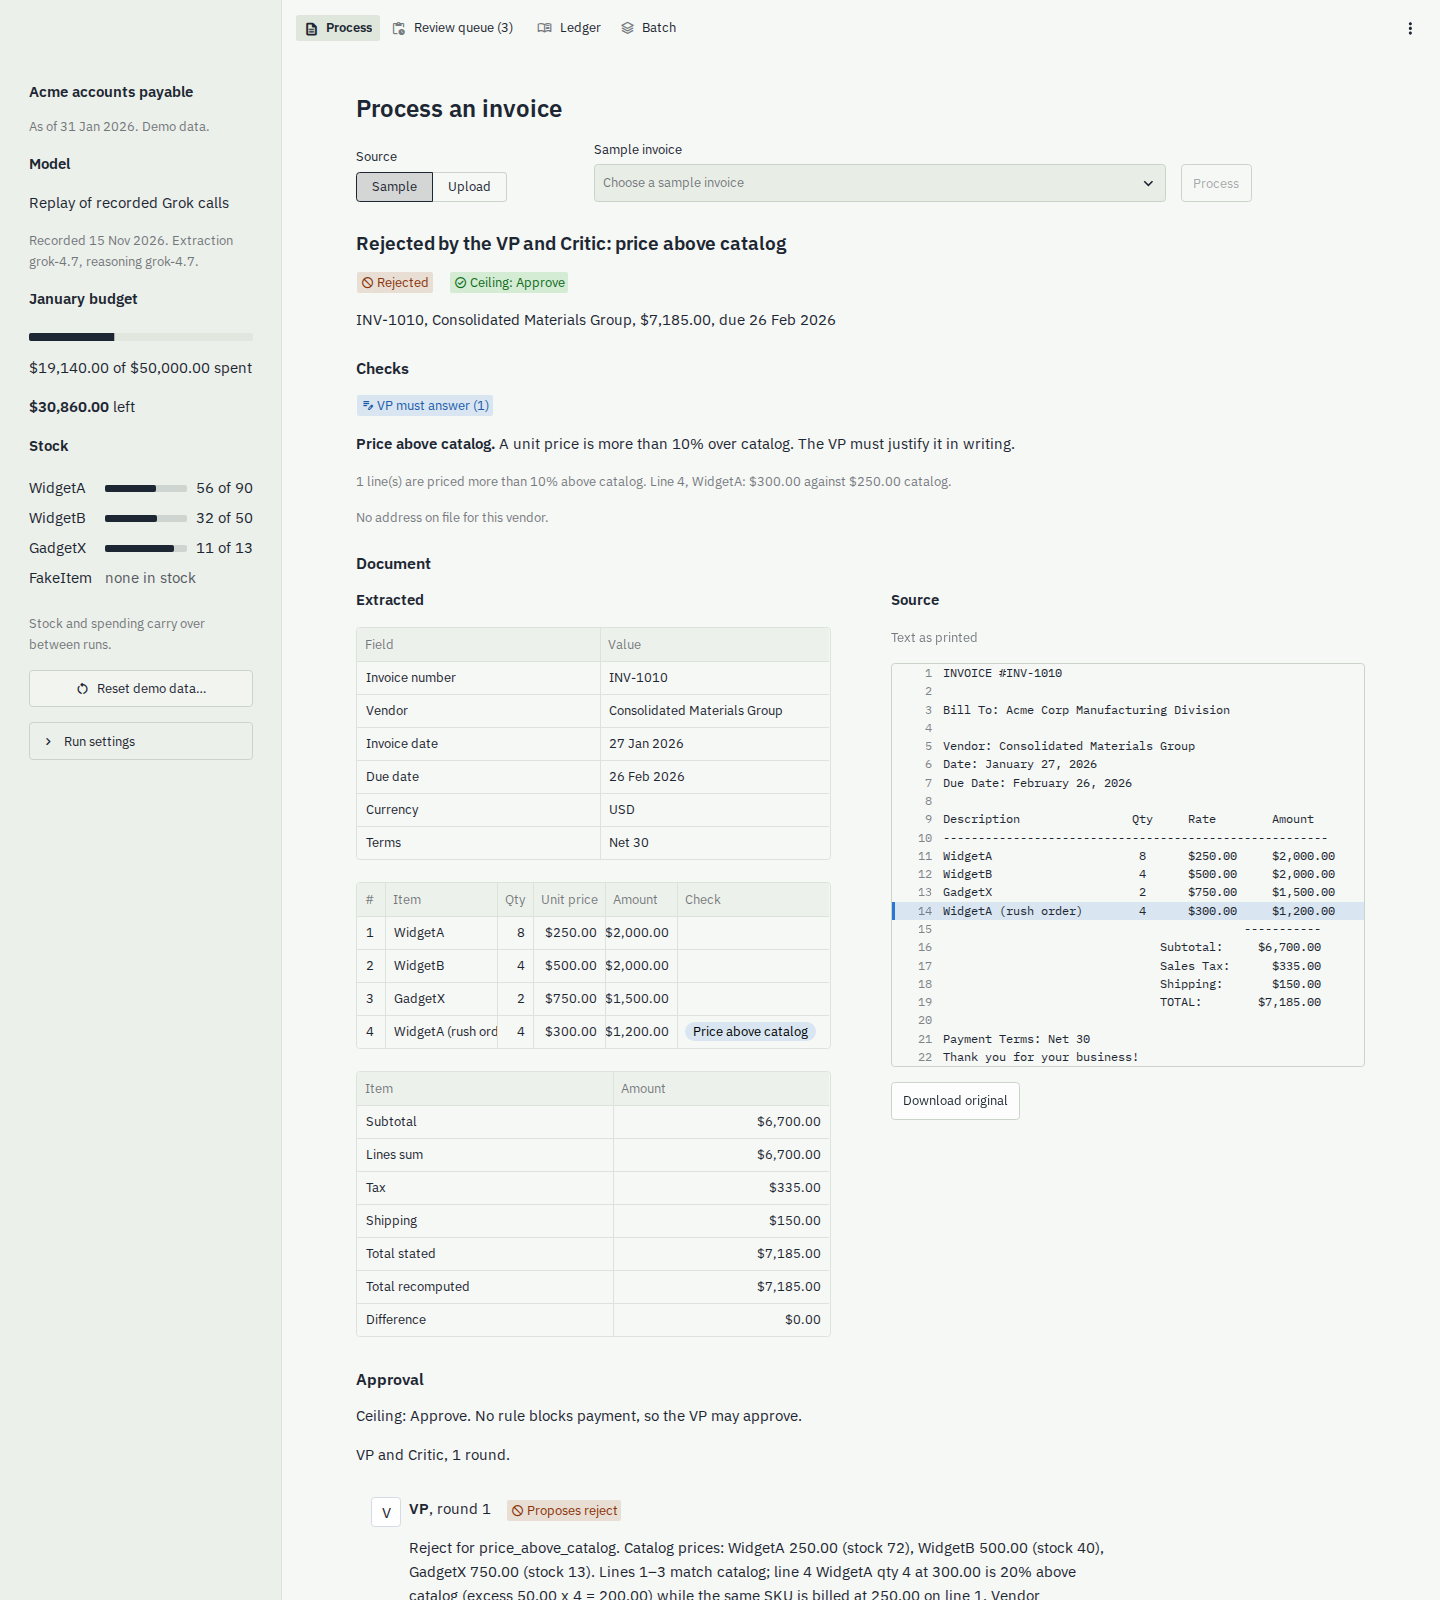 Process
Review queue (3)
Ledger
Batch
Acme accounts payable
As of 31 Jan 2026. Demo data.
Model
Replay of recorded Grok calls
Recorded 15 Nov 2026. Extraction
grok-4.7, reasoning grok-4.7.
January budget
$19,140.00 of $50,000.00 spent
$30,860.00 left
Stock
WidgetA 56 of 90
WidgetB 32 of 50
GadgetX 11 of 13
FakeItem none in stock
Stock and spending carry over
between runs.
Reset demo data...
Run settings
Process an invoice
Source
Sample Upload
Sample invoice
Choose a sample invoice
Process
Rejected by the VP and Critic: price above catalog
Rejected
Ceiling: Approve
INV-1010, Consolidated Materials Group, $7,185.00, due 26 Feb 2026
Checks
VP must answer (1)
Price above catalog. A unit price is more than 10% over catalog. The VP must justify it in writing.
1 line(s) are priced more than 10% above catalog. Line 4, WidgetA: $300.00 against $250.00 catalog.
No address on file for this vendor.
Document
Extracted
Field Value
Invoice number INV-1010
Vendor Consolidated Materials Group
Invoice date 27 Jan 2026
Due date 26 Feb 2026
Currency USD
Terms Net 30
# Item Qty Unit price Amount Check
1 WidgetA 8 $250.00 $2,000.00
2 WidgetB 4 $500.00 $2,000.00
3 GadgetX 2 $750.00 $1,500.00
4 WidgetA (rush ord 4 $300.00 $1,200.00 Price above catalog
Item Amount
Subtotal $6,700.00
Lines sum $6,700.00
Tax $335.00
Shipping $150.00
Total stated $7,185.00
Total recomputed $7,185.00
Difference $0.00
Source
Text as printed
1 INVOICE #INV-1010
2
3 Bill To: Acme Corp Manufacturing Division
4
5 Vendor: Consolidated Materials Group
6 Date: January 27, 2026
7 Due Date: February 26, 2026
8
9 Description Qty Rate Amount
10 -------------------------------------------------------
11 WidgetA 8 $250.00 $2,000.00
12 WidgetB 4 $500.00 $2,000.00
13 GadgetX 2 $750.00 $1,500.00
14 WidgetA (rush order) 4 $300.00 $1,200.00
15 -----------
16 Subtotal: $6,700.00
17 Sales Tax: $335.00
18 Shipping: $150.00
19 TOTAL: $7,185.00
20
21 Payment Terms: Net 30
22 Thank you for your business!
Download original
Approval
Ceiling: Approve. No rule blocks payment, so the VP may approve.
VP and Critic, 1 round.
V
VP, round 1
Proposes reject
Reject for price_above_catalog. Catalog prices: WidgetA 250.00 (stock 72), WidgetB 500.00 (stock 40),
GadgetX 750.00 (stock 13). Lines 1–3 match catalog; line 4 WidgetA qty 4 at 300.00 is 20% above
catalog (excess 50.00 x 4 = 200.00) while the same SKU is billed at 250.00 on line 1. Vendor